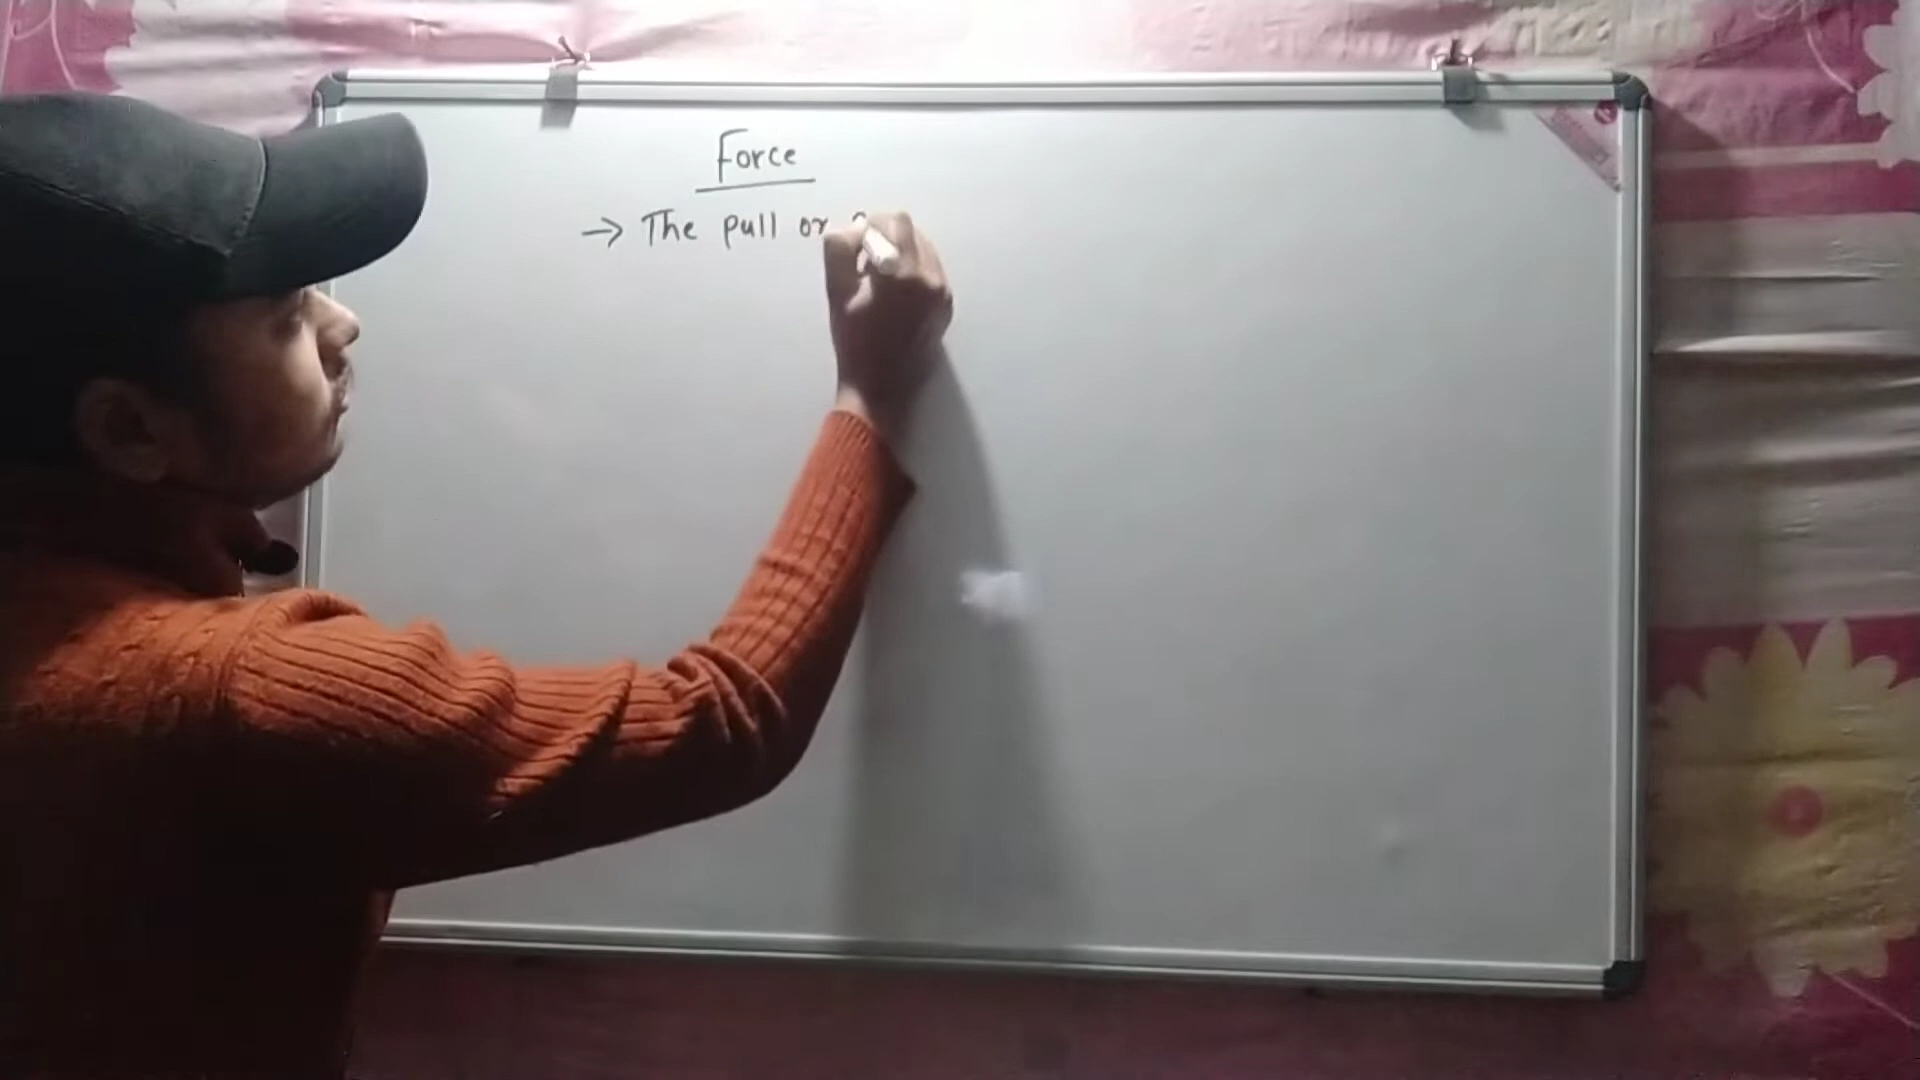 Force
→ The pull or